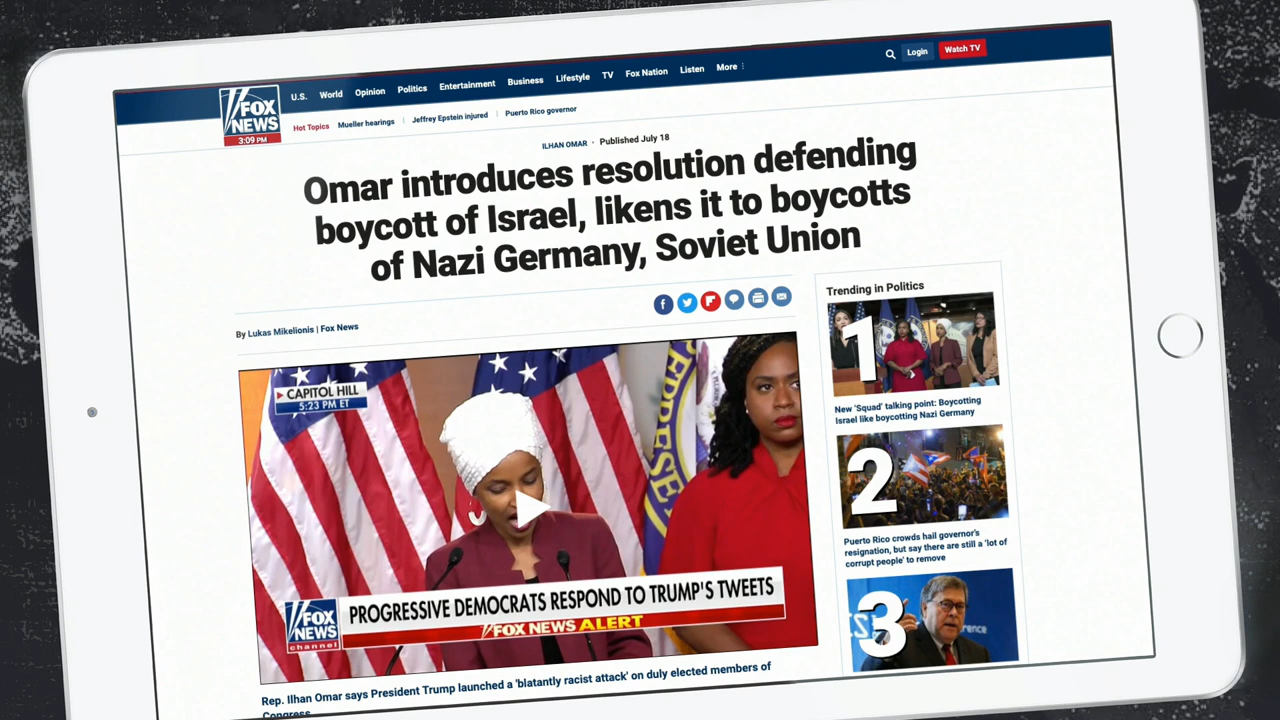 U.S. World Opinion Politics Entertainment Business Lifestyle TV Fox Nation Listen More
Login
Watch TV
FOX
NEWS
3:09 PM
Hot Topics Mueller hearings Jeffrey Epstein injured Puerto Rico governor
ILHAN OMAR · Published July 18
Omar introduces resolution defending
boycott of Israel, likens it to boycotts
of Nazi Germany, Soviet Union
By Lukas Mikelionis | Fox News
CAPITOL HILL
5:23 PM ET
FOX
NEWS
channel
PROGRESSIVE DEMOCRATS RESPOND TO TRUMP'S TWEETS
FOX NEWS ALERT
Rep. Ilhan Omar says President Trump launched a 'blatantly racist attack' on duly elected members of
Congress
Trending in Politics
1
New 'Squad' talking point: Boycotting
Israel like boycotting Nazi Germany
2
Puerto Rico crowds hail governor's
resignation, but say there are still a 'lot of
corrupt people' to remove
3